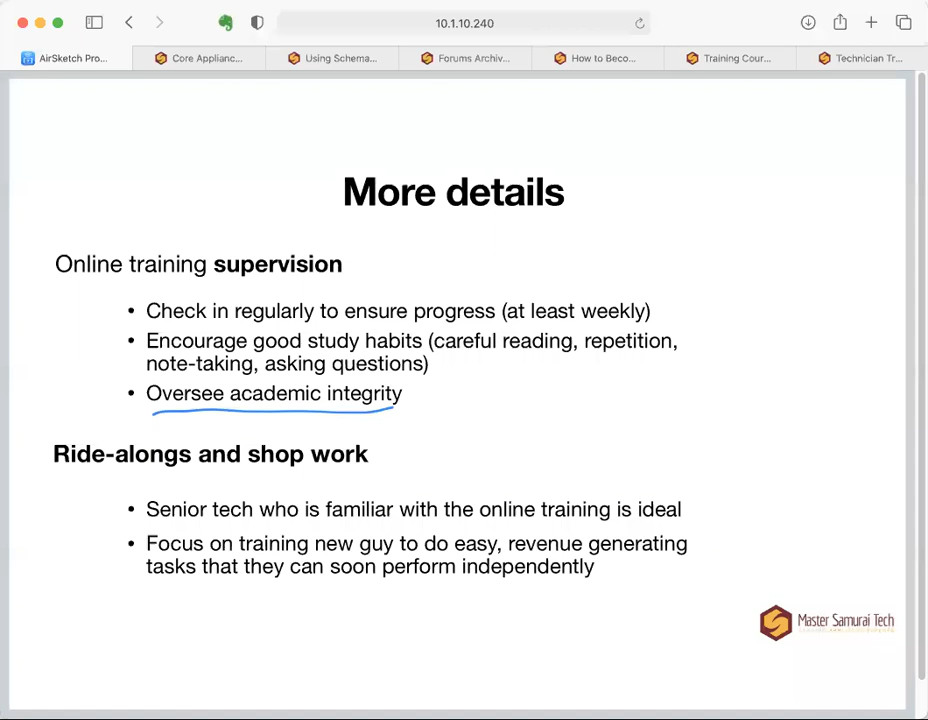 10.1.10.240
AirSketch Pro...
Core Applianc...
Using Schema...
Forums Archiv...
How to Beco...
Training Cour...
Technician Tr...
More details
Online training supervision
• Check in regularly to ensure progress (at least weekly)
• Encourage good study habits (careful reading, repetition,
note-taking, asking questions)
• Oversee academic integrity
Ride-alongs and shop work
• Senior tech who is familiar with the online training is ideal
• Focus on training new guy to do easy, revenue generating
tasks that they can soon perform independently
Master Samurai Tech